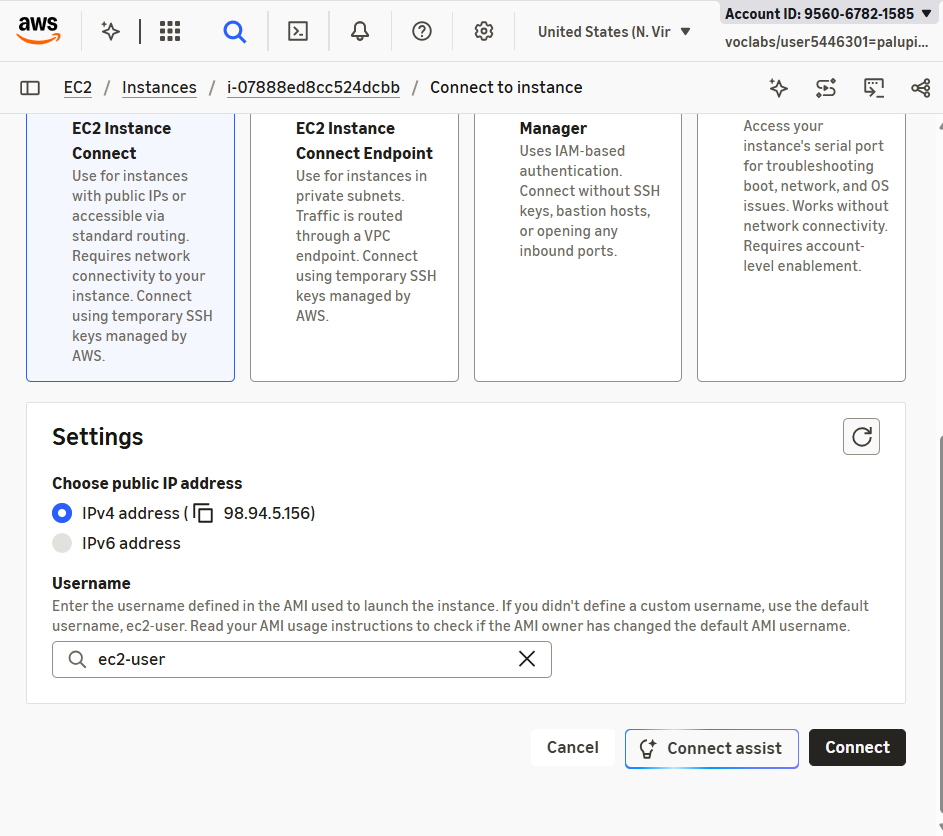 aws
United States (N. Vir
Account ID: 9560-6782-1585
voclabs/user5446301=palupi...
EC2 / Instances / i-07888ed8cc524dcbb / Connect to instance
EC2 Instance
Connect
Use for instances
with public IPs or
accessible via
standard routing.
Requires network
connectivity to your
instance. Connect
using temporary SSH
keys managed by
AWS.
EC2 Instance
Connect Endpoint
Use for instances in
private subnets.
Traffic is routed
through a VPC
endpoint. Connect
using temporary SSH
keys managed by
AWS.
Manager
Uses IAM-based
authentication.
Connect without SSH
keys, bastion hosts,
or opening any
inbound ports.
Access your
instance's serial port
for troubleshooting
boot, network, and OS
issues. Works without
network connectivity.
Requires account-
level enablement.
Settings
Choose public IP address
IPv4 address ( 98.94.5.156)
IPv6 address
Username
Enter the username defined in the AMI used to launch the instance. If you didn't define a custom username, use the default
username, ec2-user. Read your AMI usage instructions to check if the AMI owner has changed the default AMI username.
ec2-user
Cancel
Connect assist
Connect